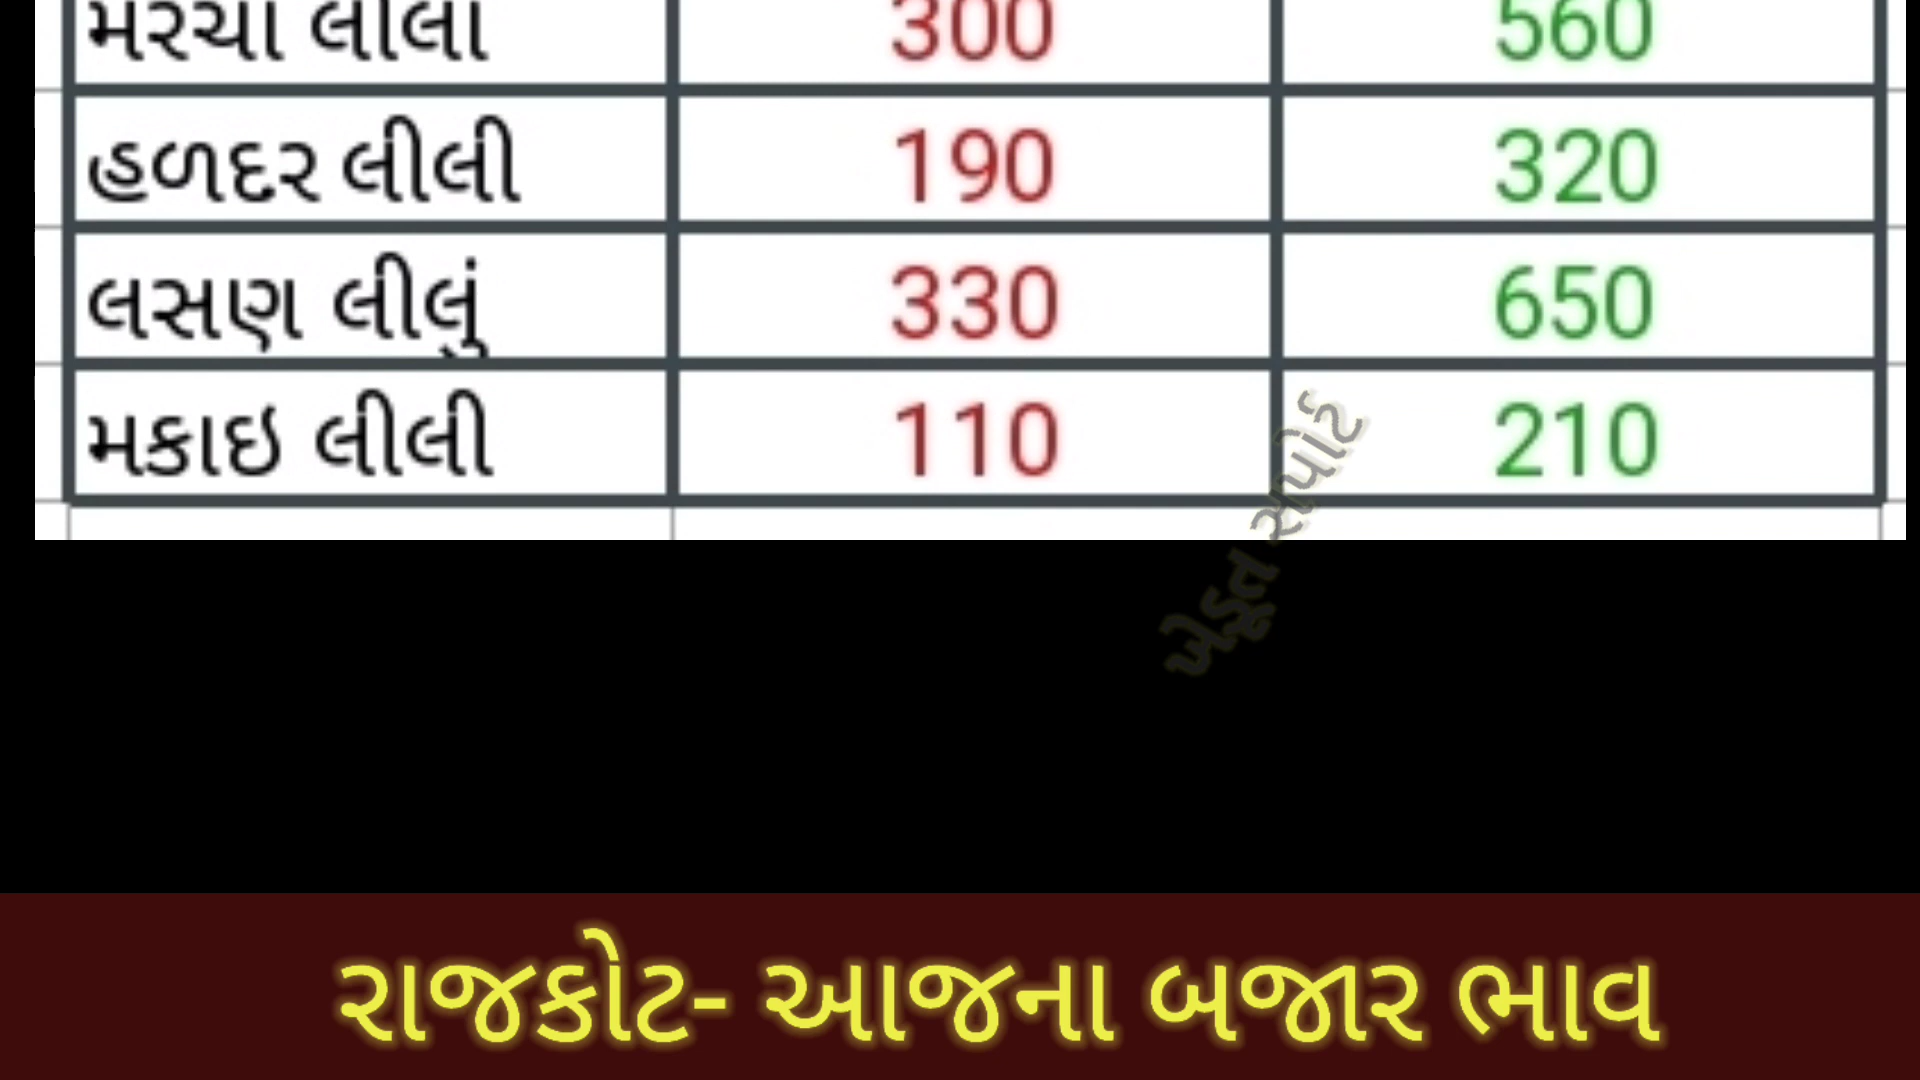 મરચા લીલા 300 560
હળદર લીલી 190 320
લસણ લીલું 330 650
મકાઇ લીલી 110 210
ખેડૂત સપોર્ટ
રાજકોટ- આજના બજાર ભાવ